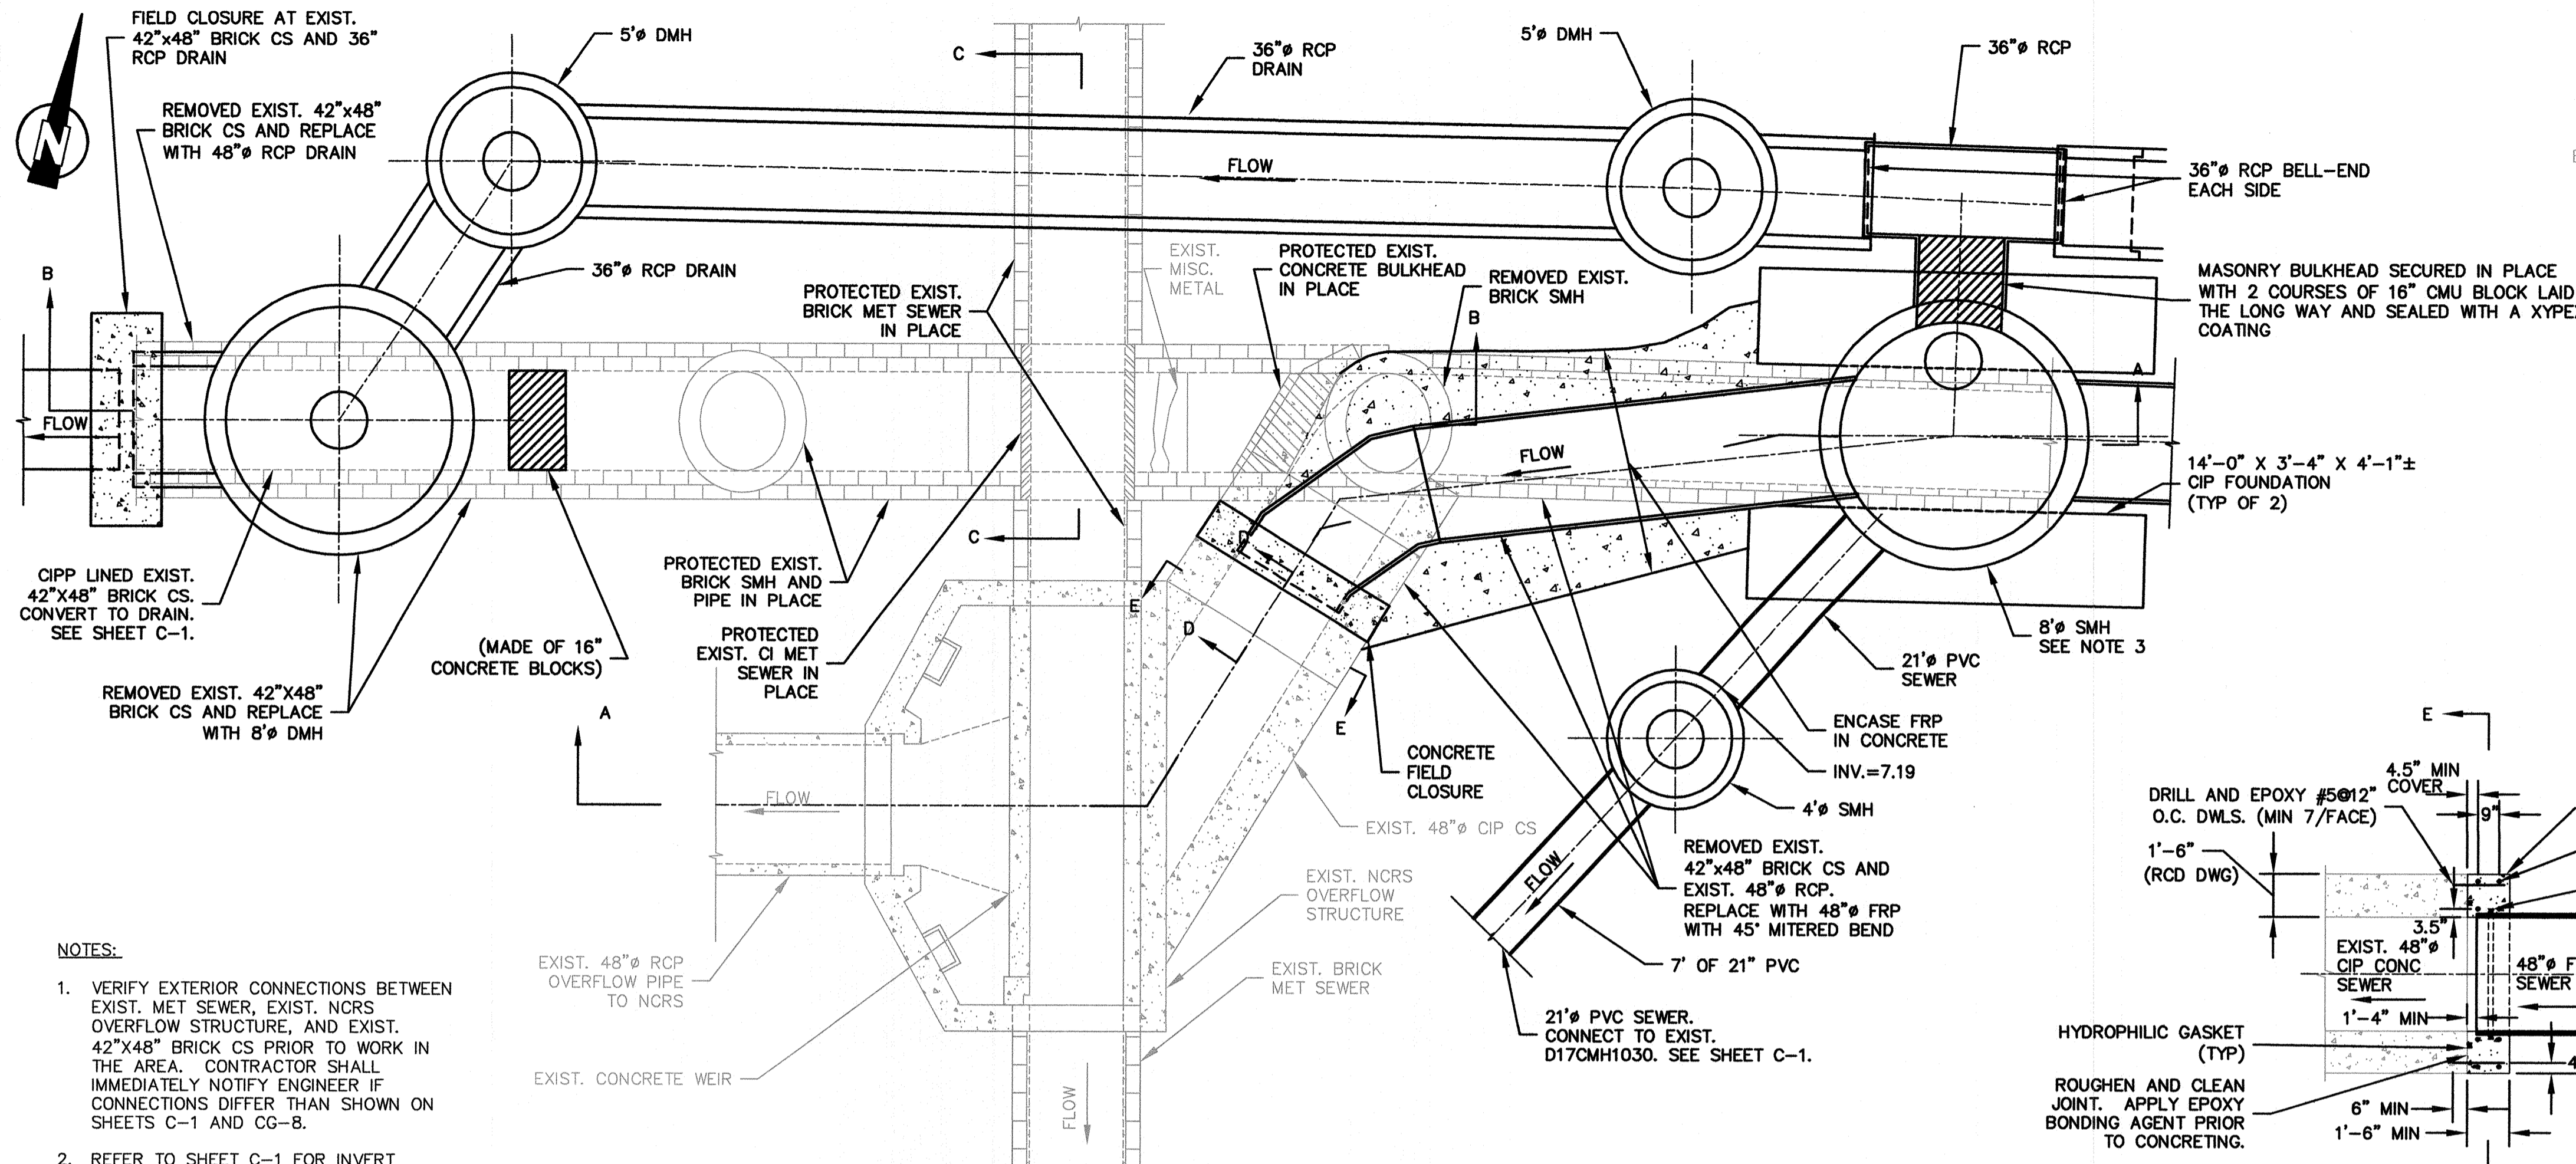 FIELD CLOSURE AT EXIST.
42"x48" BRICK CS AND 36"
RCP DRAIN
5'ø DMH
C
36"ø RCP
DRAIN
5'ø DMH
36"ø RCP
N
REMOVED EXIST. 42"x48"
BRICK CS AND REPLACE
WITH 48"ø RCP DRAIN
FLOW
36"ø RCP BELL-END
EACH SIDE
B
36"ø RCP DRAIN
PROTECTED EXIST.
BRICK MET SEWER
IN PLACE
EXIST.
MISC.
METAL
PROTECTED EXIST.
CONCRETE BULKHEAD
IN PLACE
REMOVED EXIST.
BRICK SMH
B
MASONRY BULKHEAD SECURED IN PLACE
WITH 2 COURSES OF 16" CMU BLOCK LAID
THE LONG WAY AND SEALED WITH A
COATING
A
FLOW
FLOW
14'-0" X 3'-4" X 4'-1"±
CIP FOUNDATION
(TYP OF 2)
C
D
E
CIPP LINED EXIST.
42"X48" BRICK CS.
CONVERT TO DRAIN.
SEE SHEET C-1.
PROTECTED EXIST.
BRICK SMH AND
PIPE IN PLACE
D
(MADE OF 16"
CONCRETE BLOCKS)
PROTECTED
EXIST. CI MET
SEWER IN
PLACE
8'ø SMH
SEE NOTE 3
21'ø PVC
SEWER
REMOVED EXIST. 42"X48"
BRICK CS AND REPLACE
WITH 8'ø DMH
A
E
ENCASE FRP
IN CONCRETE
INV.=7.19
CONCRETE
FIELD
CLOSURE
4'ø SMH
FLOW
EXIST. 48"ø CIP CS
REMOVED EXIST.
42"x48" BRICK CS AND
EXIST. 48"ø RCP.
REPLACE WITH 48"ø FRP
WITH 45° MITERED BEND
FLOW
EXIST. NCRS
OVERFLOW
STRUCTURE
EXIST. 48"ø RCP
OVERFLOW PIPE
TO NCRS
EXIST. BRICK
MET SEWER
7' OF 21" PVC
21'ø PVC SEWER.
CONNECT TO EXIST.
D17CMH1030. SEE SHEET C-1.
EXIST. CONCRETE WEIR
FLOW
E
4.5" MIN
COVER
DRILL AND EPOXY #5@12"
O.C. DWLS. (MIN 7/FACE)
9"
1'-6"
(RCD DWG)
3.5"
EXIST. 48"ø
CIP CONC
SEWER
48"ø F
SEWER
1'-4" MIN
HYDROPHILIC GASKET
(TYP)
4
ROUGHEN AND CLEAN
JOINT. APPLY EPOXY
BONDING AGENT PRIOR
TO CONCRETING.
6" MIN
1'-6" MIN
NOTES:
1. VERIFY EXTERIOR CONNECTIONS BETWEEN
EXIST. MET SEWER, EXIST. NCRS
OVERFLOW STRUCTURE, AND EXIST.
42"X48" BRICK CS PRIOR TO WORK IN
THE AREA. CONTRACTOR SHALL
IMMEDIATELY NOTIFY ENGINEER IF
CONNECTIONS DIFFER THAN SHOWN ON
SHEETS C-1 AND CG-8.
2. REFER TO SHEET C-1 FOR INVERT